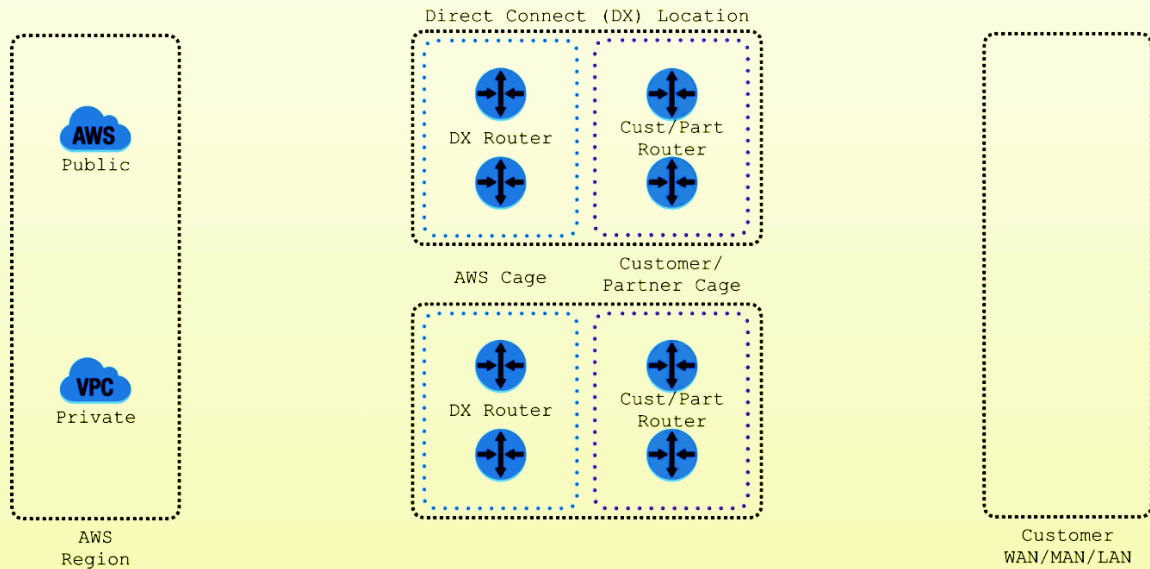 Direct Connect (DX) Location
AWS
Public
DX Router
Cust/Part
Router
AWS Cage
Customer/
Partner Cage
VPC
Private
DX Router
Cust/Part
Router
AWS
Region
Customer
WAN/MAN/LAN